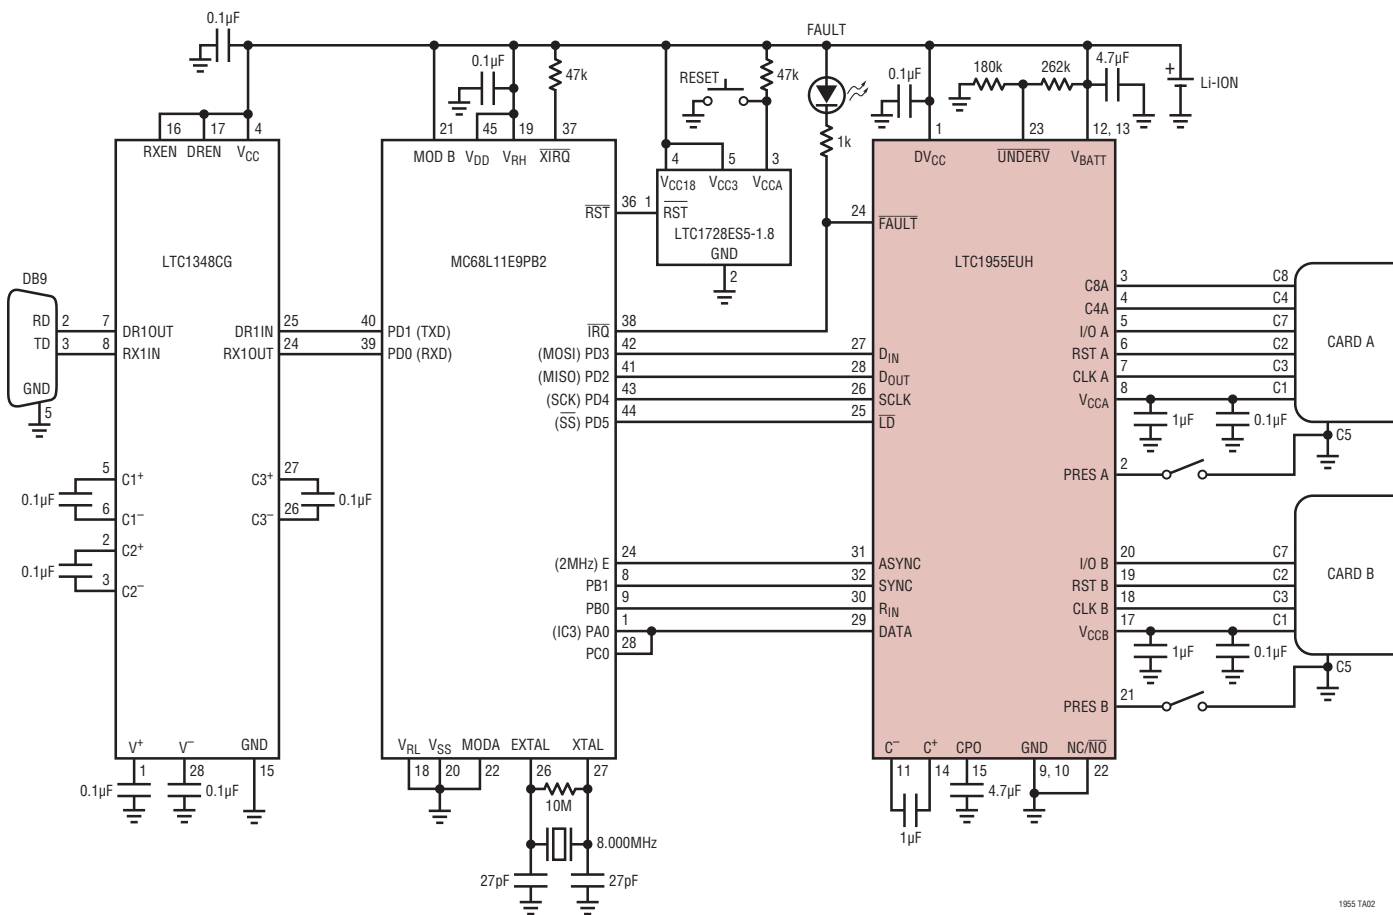 0.1µF
FAULT
0.1µF
47k
RESET
47k
0.1µF
180k
262k
4.7µF
+
Li-ION
1k
16
17
4
21
45
19
37
4
5
3
1
23
12, 13
RXEN
DREN
VCC
MOD B
VDD
VRH
XIRQ
VCC18
VCC3
VCCA
DVCC
UNDERV
VBATT
RST
36
1
RST
24
FAULT
LTC1728ES5-1.8
GND
2
LTC1348CG
MC68L11E9PB2
LTC1955EUH
DB9
RD
2
7
DR1OUT
DR1IN
25
40
PD1 (TXD)
TD
3
8
RX1IN
RX1OUT
24
39
PD0 (RXD)
GND
5
IRQ
38
(MOSI) PD3
42
27
DIN
(MISO) PD2
41
28
DOUT
(SCK) PD4
43
26
SCLK
(SS) PD5
44
25
LD
C8A
3
C8
C4A
4
C4
I/O A
5
C7
RST A
6
C2
CLK A
7
C3
VCCA
8
C1
CARD A
1µF
0.1µF
C5
PRES A
2
5
C1+
0.1µF
6
C1–
C3+
27
0.1µF
C3–
26
2
C2+
0.1µF
3
C2–
(2MHz) E
24
31
ASYNC
PB1
8
32
SYNC
PB0
9
30
RIN
(IC3) PA0
1
29
DATA
PC0
28
I/O B
20
C7
RST B
19
C2
CLK B
18
C3
VCCB
17
C1
CARD B
1µF
0.1µF
C5
PRES B
21
V+
V–
GND
1
28
15
0.1µF
0.1µF
VRL
VSS
MODA
EXTAL
XTAL
18
20
22
26
27
10M
8.000MHz
27pF
27pF
C–
C+
CPO
GND
NC/NO
11
14
15
9, 10
22
1µF
4.7µF
1955 TA02